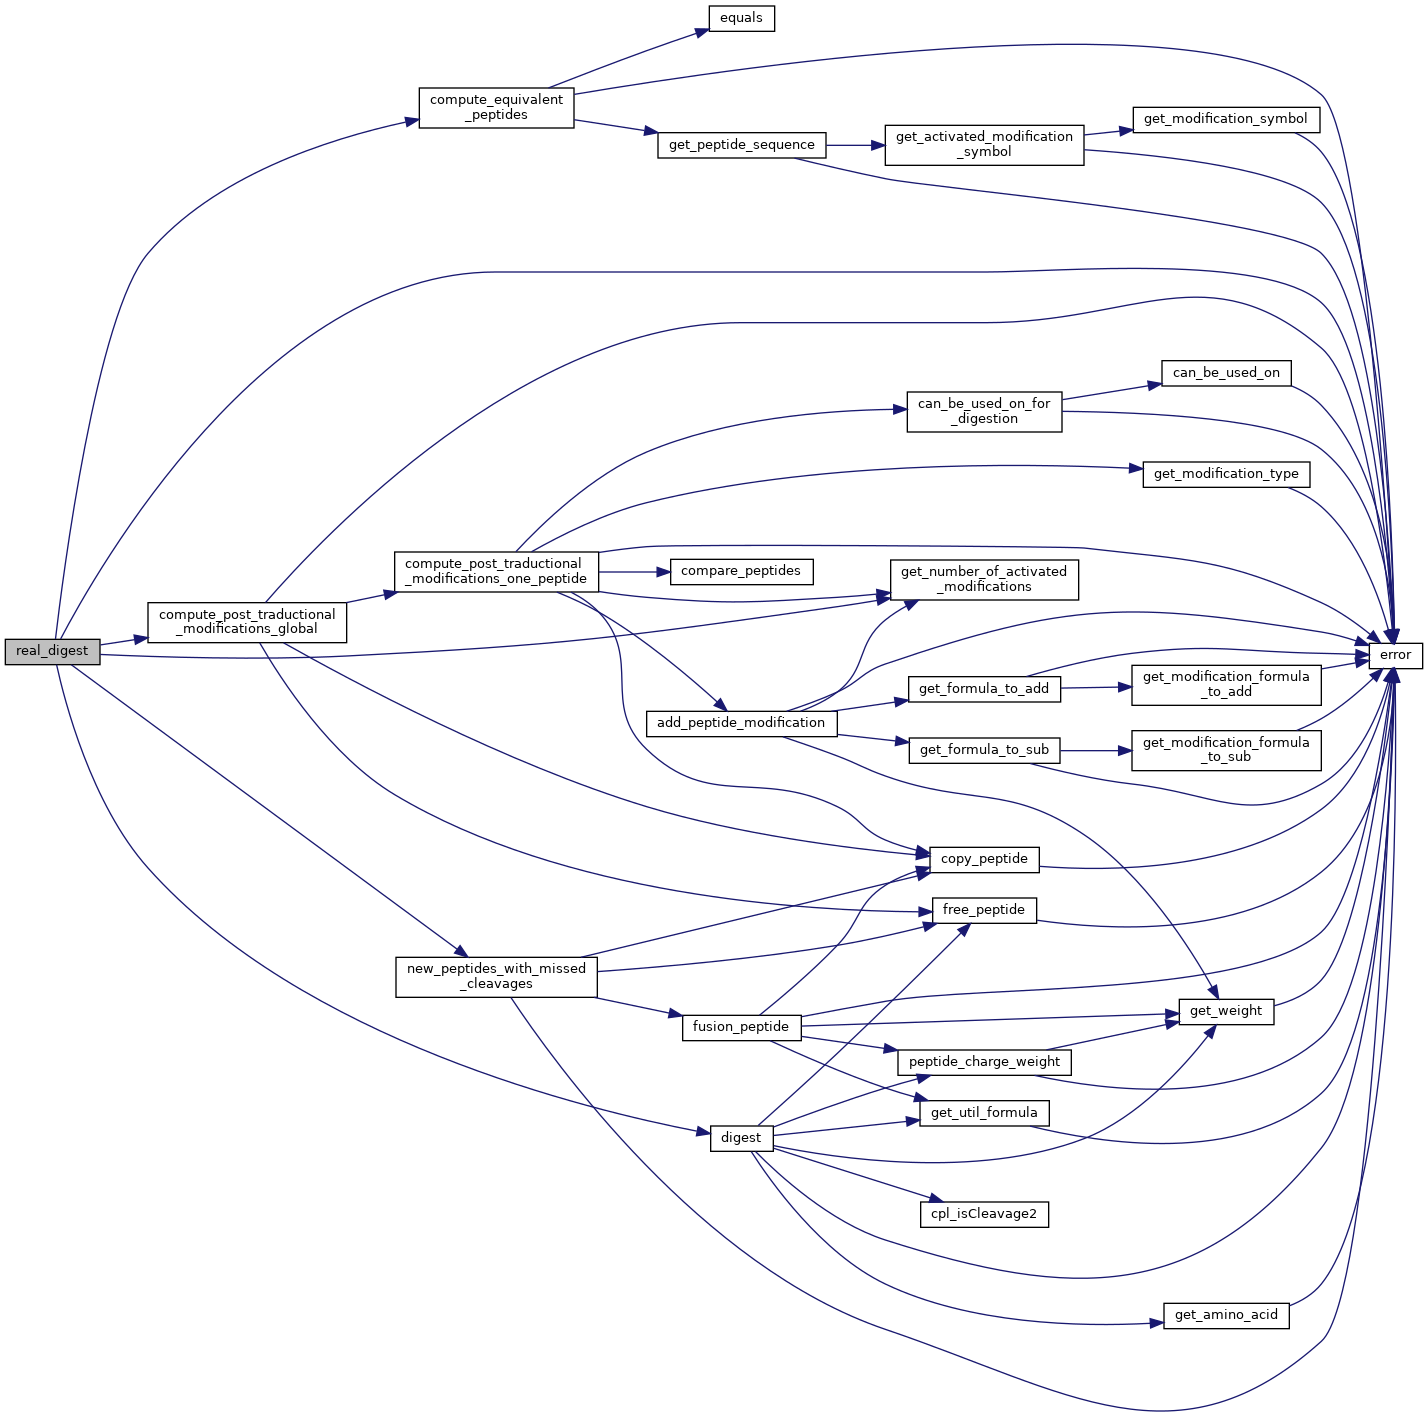 equals
compute_equivalent
_peptides
get_modification_symbol
get_peptide_sequence
get_activated_modification
_symbol
can_be_used_on
can_be_used_on_for
_digestion
get_modification_type
compute_post_traductional
_modifications_one_peptide
compare_peptides
get_number_of_activated
_modifications
compute_post_traductional
_modifications_global
real_digest
error
get_formula_to_add
get_modification_formula
_to_add
add_peptide_modification
get_formula_to_sub
get_modification_formula
_to_sub
copy_peptide
free_peptide
new_peptides_with_missed
_cleavages
fusion_peptide
get_weight
peptide_charge_weight
get_util_formula
digest
cpl_isCleavage2
get_amino_acid